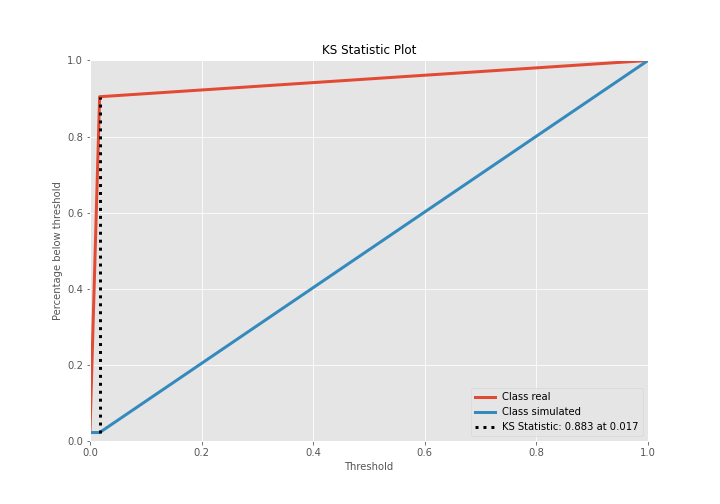 KS Statistic Plot
1.0
0.8
0.6
0.4
0.2
0.0
Percentage below threshold
0.0 0.2 0.4 0.6 0.8 1.0
Threshold
Class real
Class simulated
KS Statistic: 0.883 at 0.017